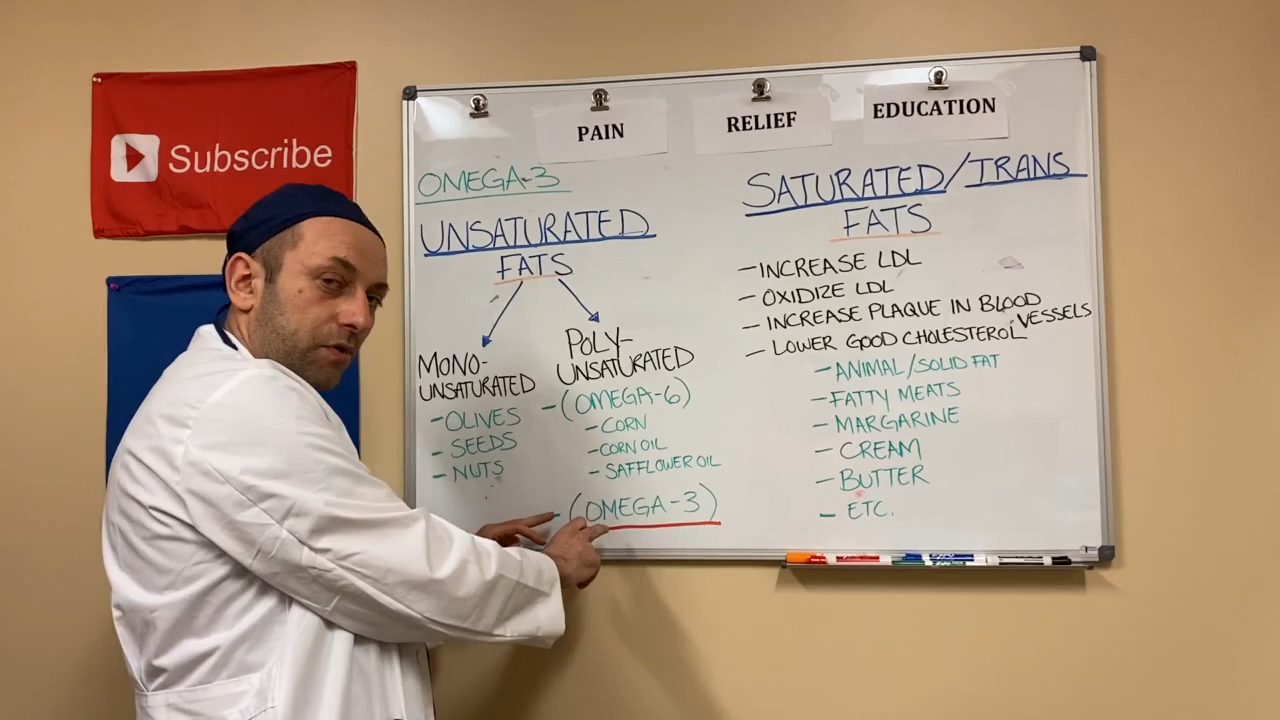 Subscribe
PAIN
RELIEF
EDUCATION
OMEGA-3
UNSATURATED
FATS
MONO-
UNSATURATED
- OLIVES
- SEEDS
- NUTS
POLY-
UNSATURATED
- (OMEGA-6)
- CORN
- CORN OIL
- SAFFLOWER OIL
- (OMEGA-3)
SATURATED/TRANS
FATS
- INCREASE LDL
- OXIDIZE LDL
- INCREASE PLAQUE IN BLOOD
VESSELS
- LOWER GOOD CHOLESTEROL
- ANIMAL/SOLID FAT
- FATTY MEATS
- MARGARINE
- CREAM
- BUTTER
- ETC.